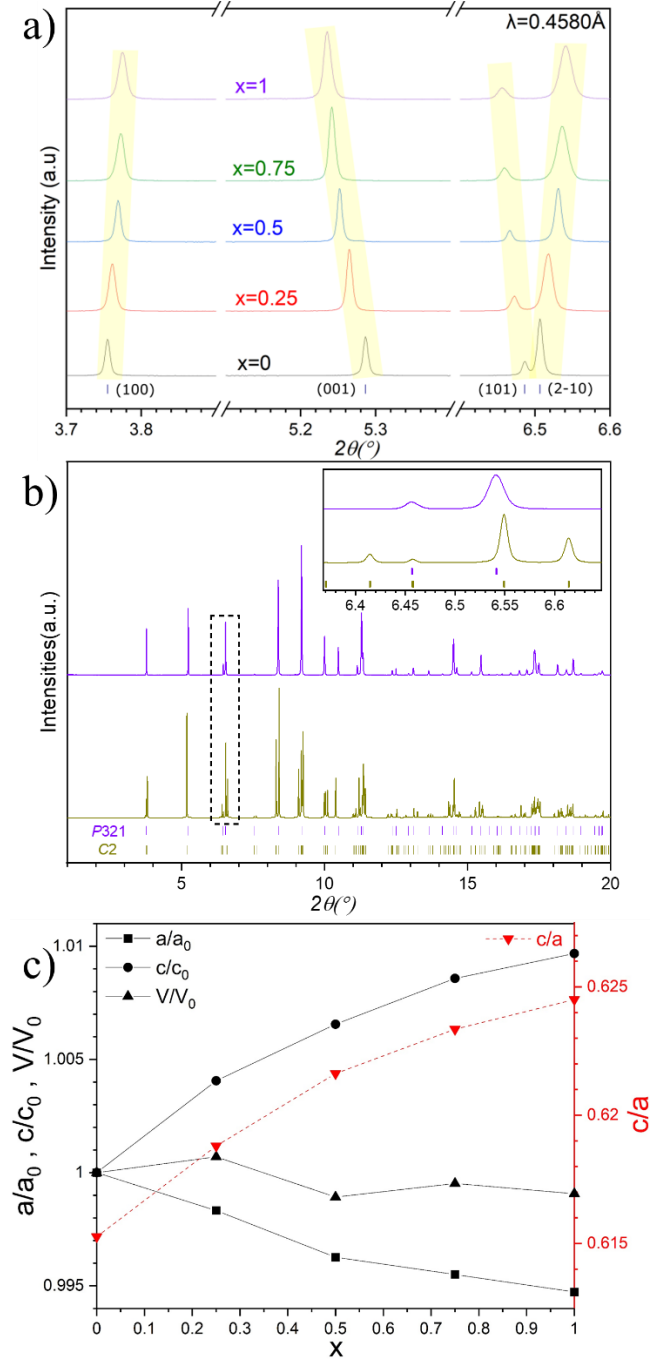 a)
λ=0.4580Å
Intensity (a.u)
x=1
x=0.75
x=0.5
x=0.25
x=0
(100)
(001)
(101)
(2-10)
3.7 3.8 5.2 5.3 6.5 6.6
2θ(°)
b)
Intensities(a.u.)
6.4 6.45 6.5 6.55 6.6
P321
C2
5 10 15 20
2θ(°)
c)
a/a0
c/c0
V/V0
c/a
a/a0 , c/c0 , V/V0
1.01
1.005
1
0.995
0.625
0.62
0.615
c/a
0 0.1 0.2 0.3 0.4 0.5 0.6 0.7 0.8 0.9 1
x